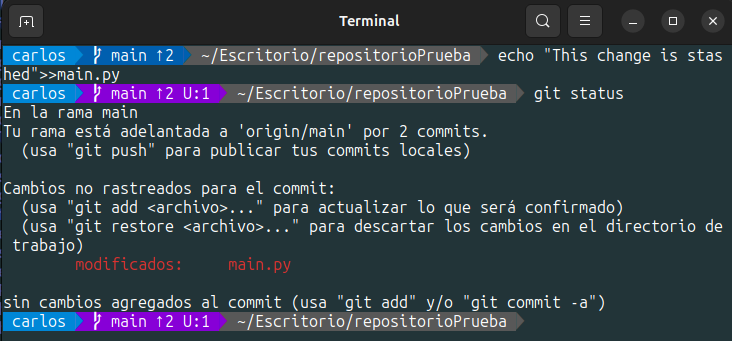 Terminal
carlos main ↑2 ~/Escritorio/repositorioPrueba echo "This change is stas
hed">>main.py
carlos main ↑2 U:1 ~/Escritorio/repositorioPrueba git status
En la rama main
Tu rama está adelantada a 'origin/main' por 2 commits.
  (usa "git push" para publicar tus commits locales)

Cambios no rastreados para el commit:
  (usa "git add <archivo>..." para actualizar lo que será confirmado)
  (usa "git restore <archivo>..." para descartar los cambios en el directorio de
 trabajo)
        modificados:     main.py

sin cambios agregados al commit (usa "git add" y/o "git commit -a")
carlos main ↑2 U:1 ~/Escritorio/repositorioPrueba